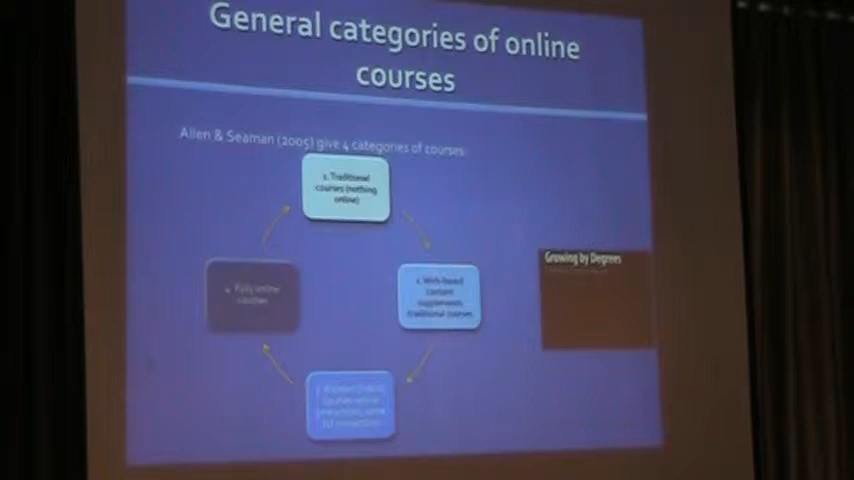 General categories of online
courses
Allen & Seaman (2005) give 4 categories of courses:
1. Traditional
courses (nothing
online)
2. Web-based
content
supplements
traditional courses
4. Fully online
courses
Growing by Degrees